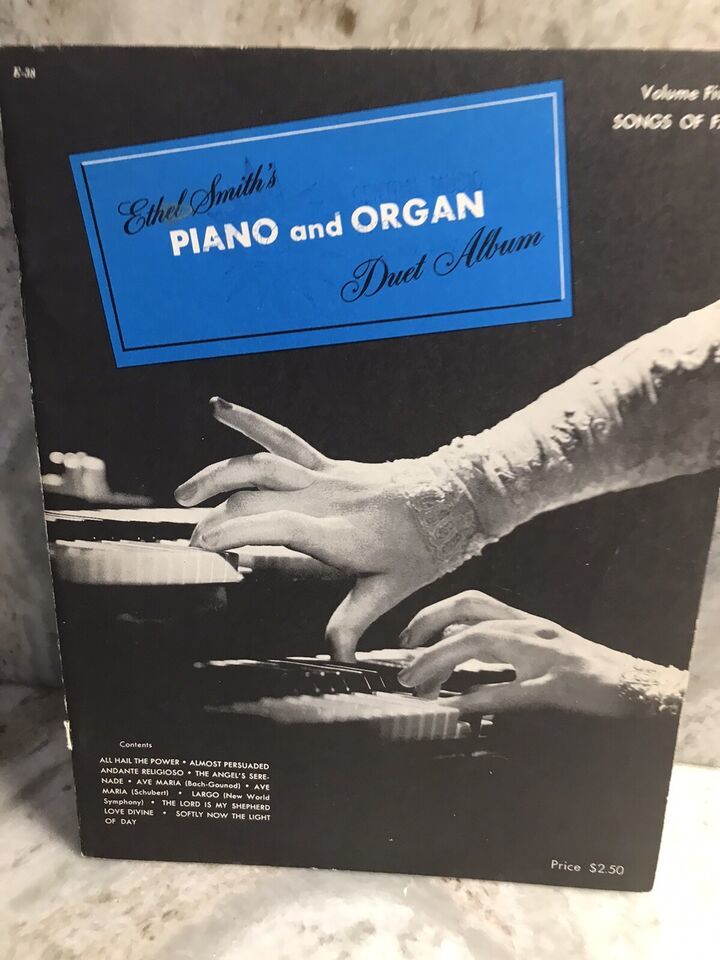 E-38
Volume
SONGS OF
Ethel Smith's
PIANO and ORGAN
Duet Album
Contents
ALL HAIL THE POWER • ALMOST PERSUADED
ANDANTE RELIGIOSO • THE ANGEL'S SERE-
NADE • AVE MARIA (Bach-Gounod) • AVE
MARIA (Schubert) • LARGO (New World
Symphony) • THE LORD IS MY SHEPHERD
LOVE DIVINE • SOFTLY NOW THE LIGHT
OF DAY
Price $2.50